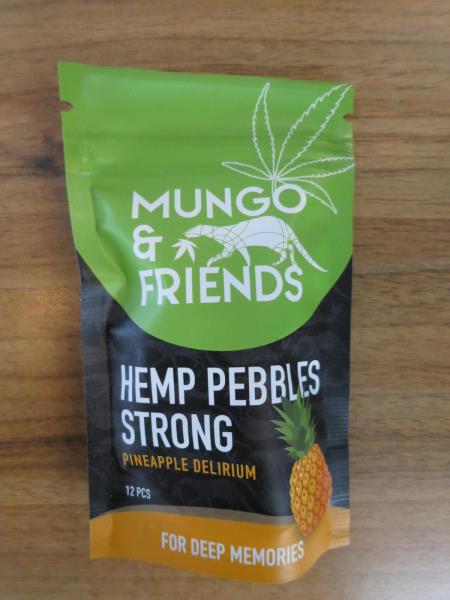 MUNGO
&
FRIENDS
HEMP PEBBLES
STRONG
PINEAPPLE DELIRIUM
12 PCS
FOR DEEP MEMORIES